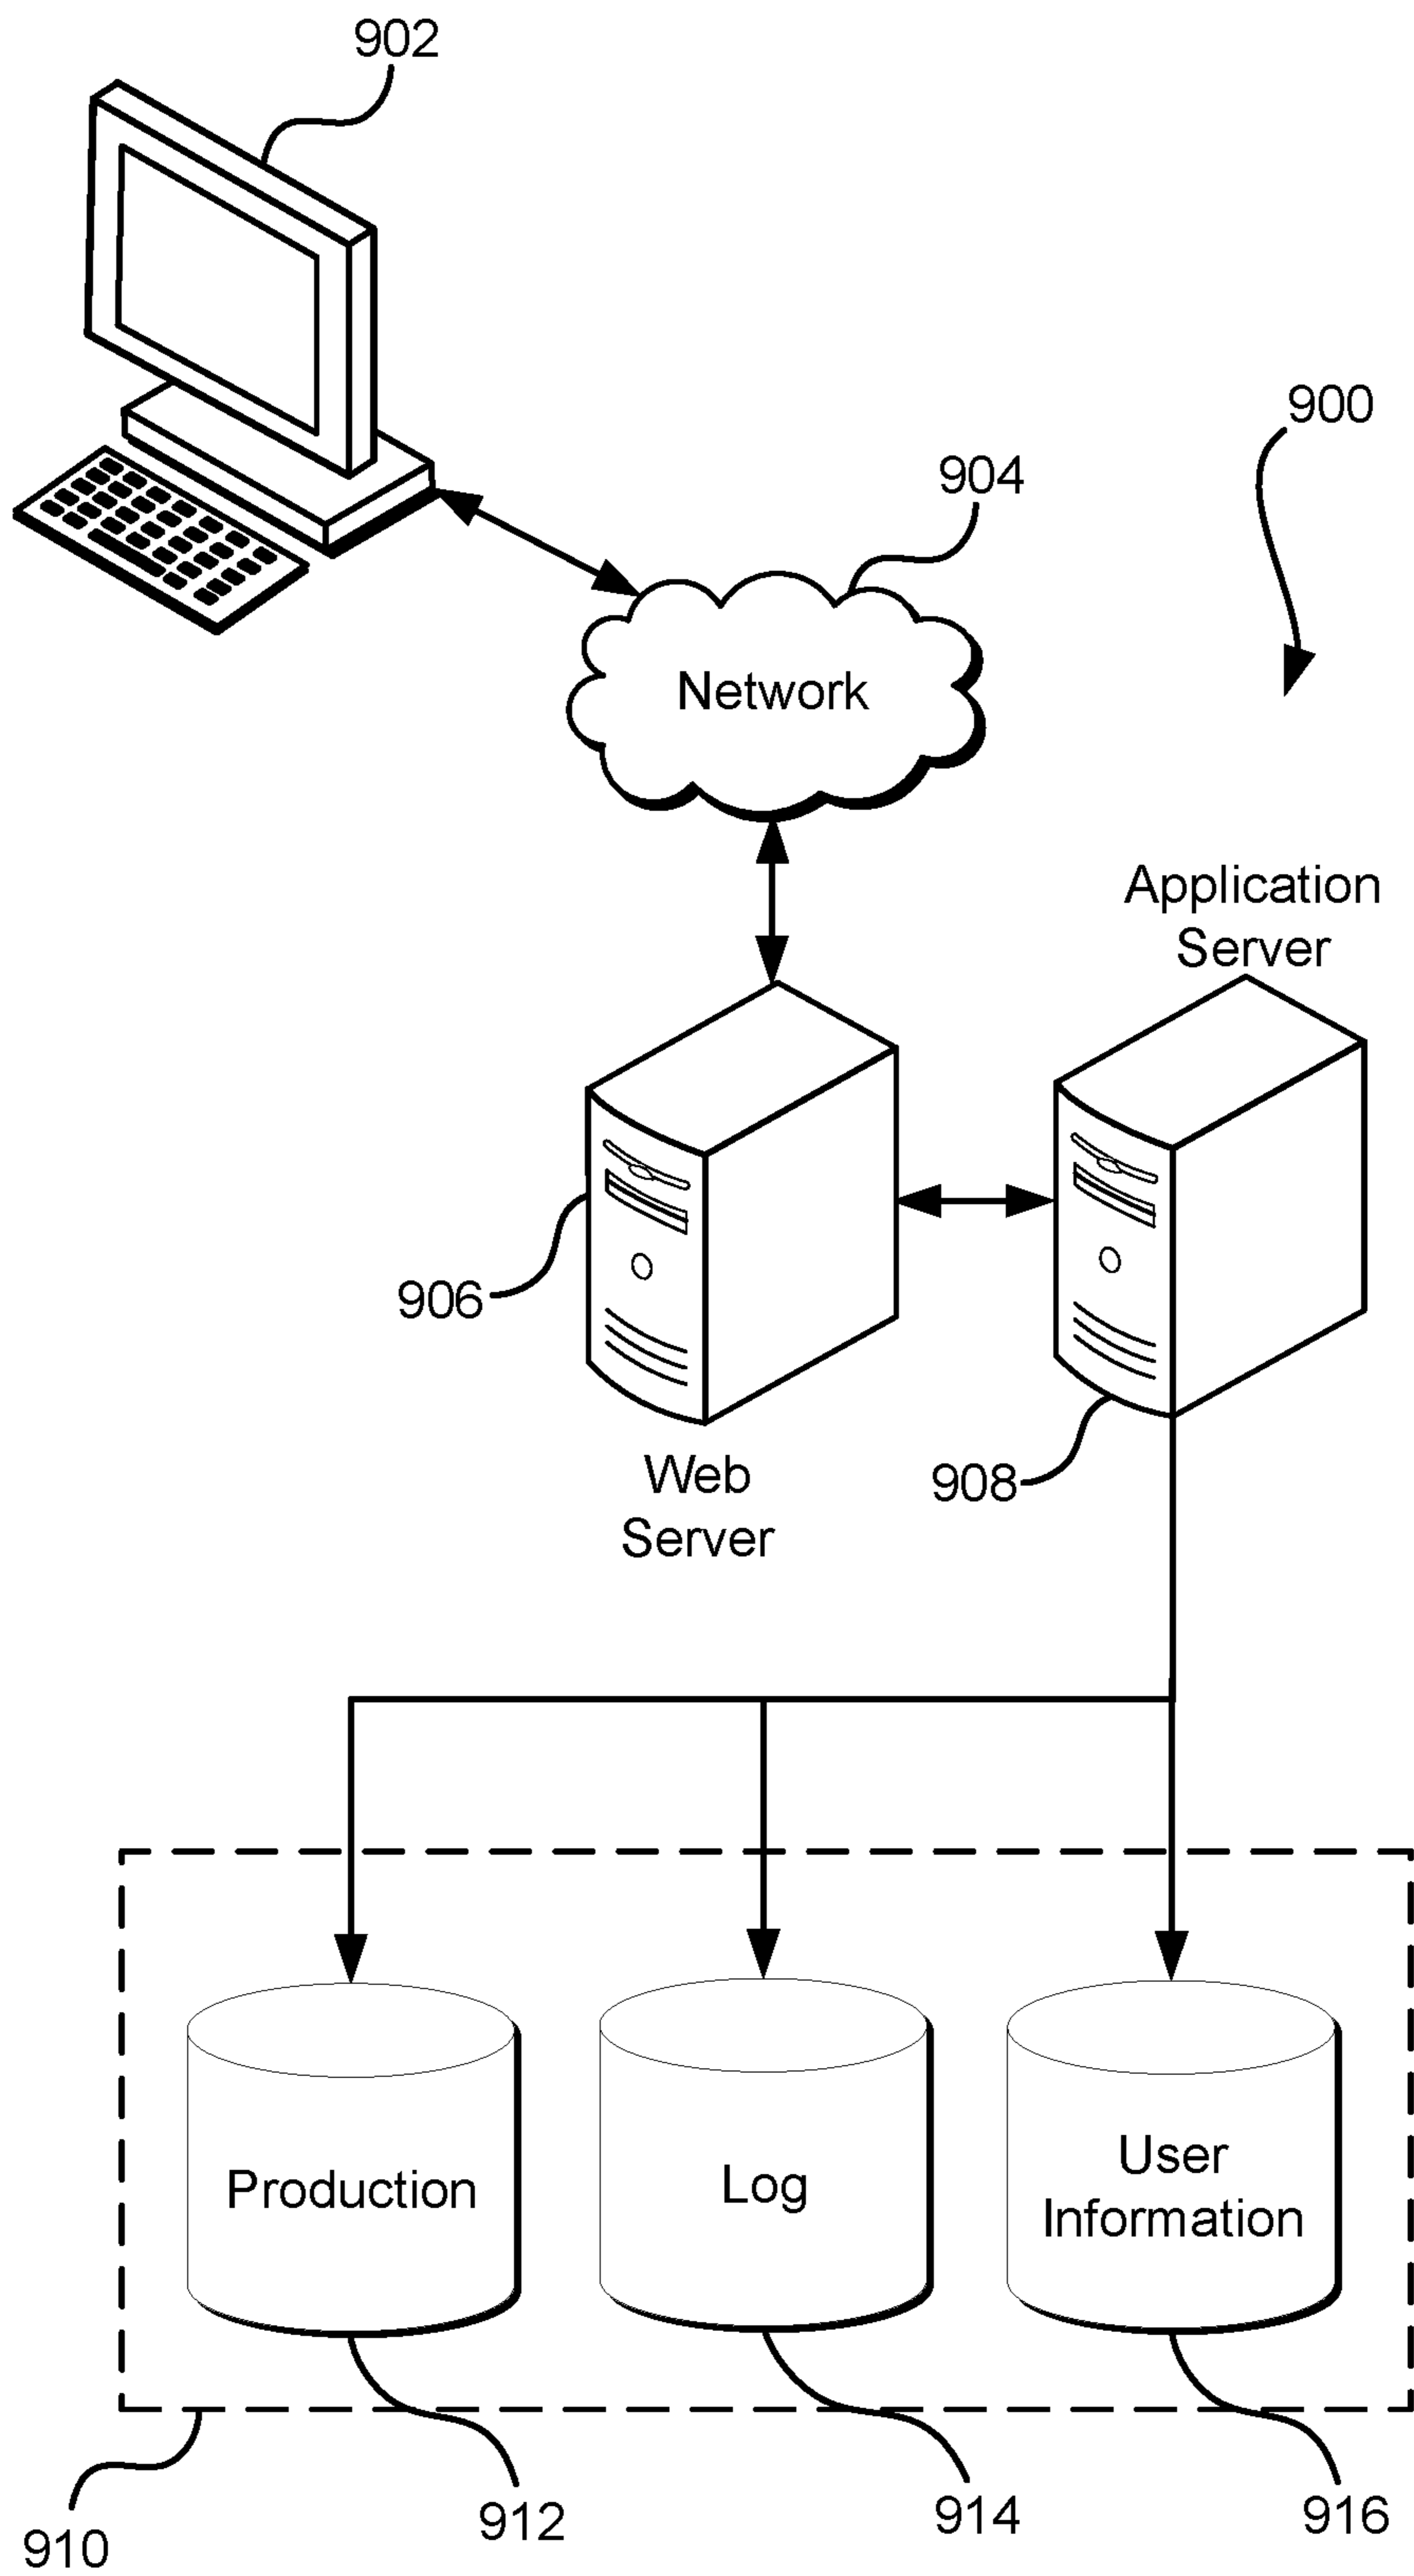 902
900
904
Network
Application
Server
906
Web
Server
908
Production
Log
User
Information
910
912
914
916